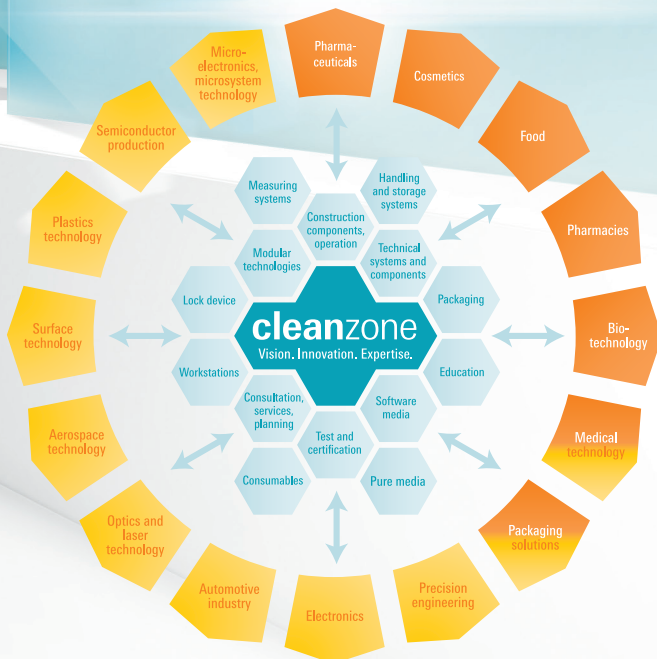 Pharma-
ceuticals
Cosmetics
Food
Pharmacies
Bio-
technology
Medical
technology
Packaging
solutions
Precision
engineering
Electronics
Automotive
industry
Optics and
laser
technology
Aerospace
technology
Surface
technology
Plastics
technology
Semiconductor
production
Micro-
electronics,
microsystem
technology
Measuring
systems
Handling
and storage
systems
Construction
components,
operation
Modular
technologies
Technical
systems and
components
Lock device
Packaging
cleanzone
Vision. Innovation. Expertise.
Workstations
Education
Consultation,
services,
planning
Software
media
Test and
certification
Consumables
Pure media